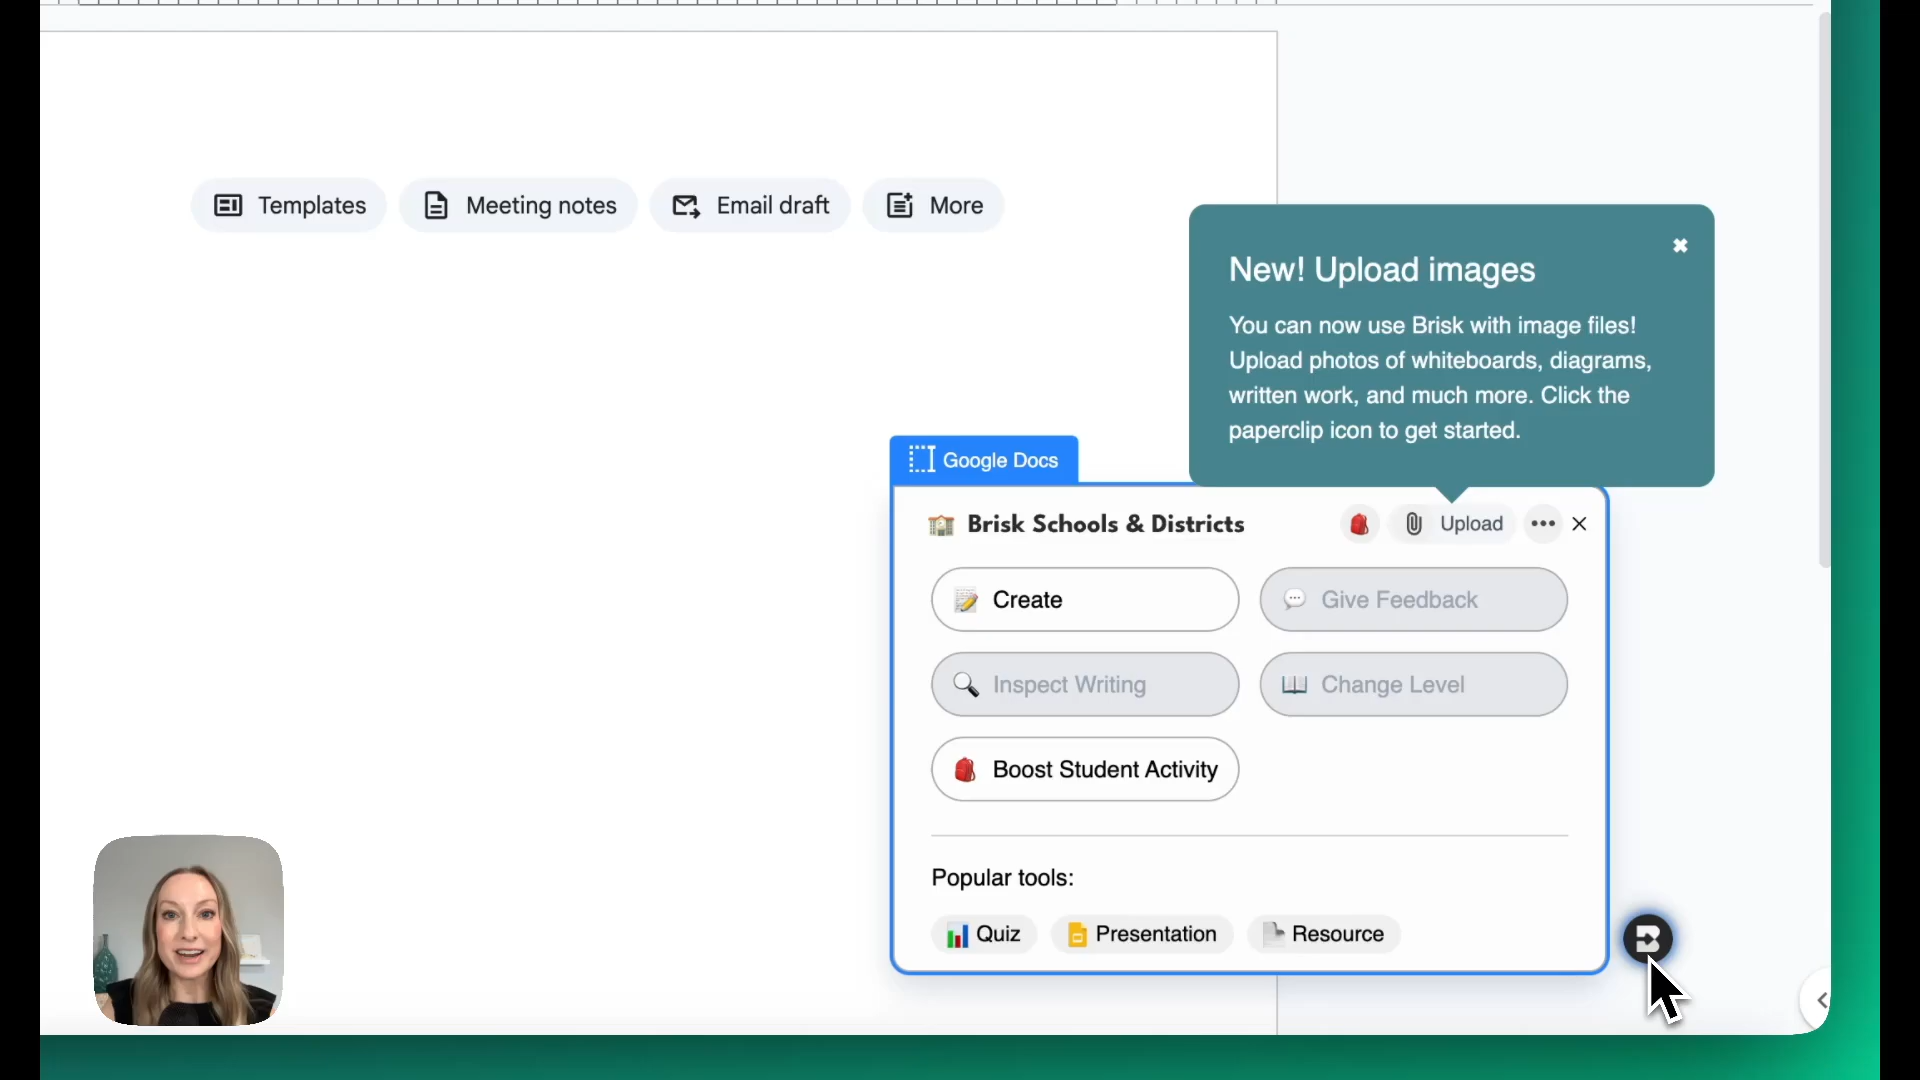 Templates
Meeting notes
Email draft
More
New! Upload images
You can now use Brisk with image files!
Upload photos of whiteboards, diagrams,
written work, and much more. Click the
paperclip icon to get started.
Google Docs
Brisk Schools & Districts
Upload
Create
Give Feedback
Inspect Writing
Change Level
Boost Student Activity
Popular tools:
Quiz
Presentation
Resource